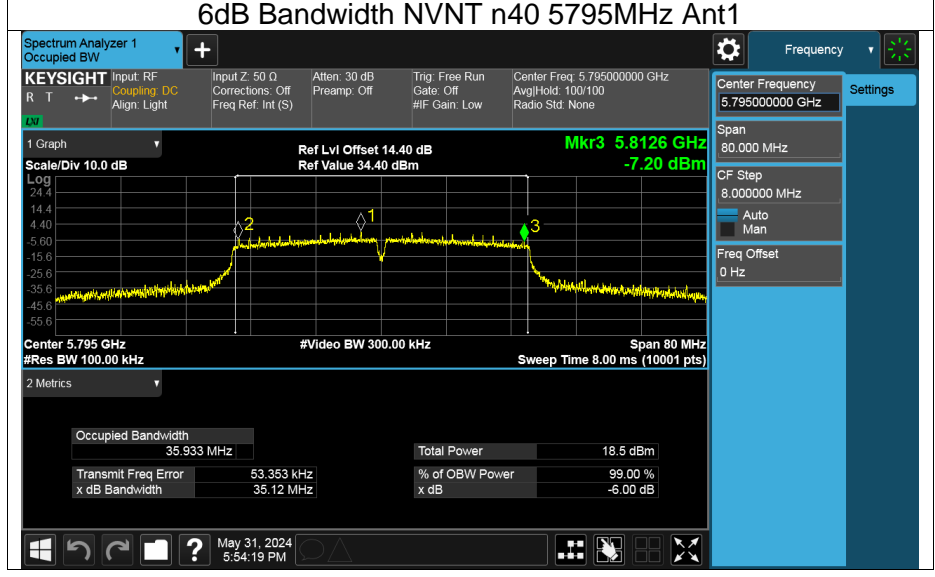 6dB Bandwidth NVNT n40 5795MHz Ant1
Spectrum Analyzer 1
Occupied BW
+
Frequency
KEYSIGHT
R T
LNI
Input: RF
Coupling: DC
Align: Light
Input Z: 50 Ω
Corrections: Off
Freq Ref: Int (S)
Atten: 30 dB
Preamp: Off
Trig: Free Run
Gate: Off
#IF Gain: Low
Center Freq: 5.795000000 GHz
Avg|Hold: 100/100
Radio Std: None
Center Frequency
5.795000000 GHz
Settings
Span
80.000 MHz
CF Step
8.000000 MHz
Auto
Man
Freq Offset
0 Hz
1 Graph
Scale/Div 10.0 dB
Ref Lvl Offset 14.40 dB
Ref Value 34.40 dBm
Mkr3 5.8126 GHz
-7.20 dBm
Log
24.4
14.4
4.40
-5.60
-15.6
-25.6
-35.6
-45.6
-55.6
2
1
3
Center 5.795 GHz
#Res BW 100.00 kHz
#Video BW 300.00 kHz
Span 80 MHz
Sweep Time 8.00 ms (10001 pts)
2 Metrics
Occupied Bandwidth
35.933 MHz
Total Power 18.5 dBm
Transmit Freq Error 53.353 kHz
% of OBW Power 99.00 %
x dB Bandwidth 35.12 MHz
x dB -6.00 dB
?
May 31, 2024
5:54:19 PM